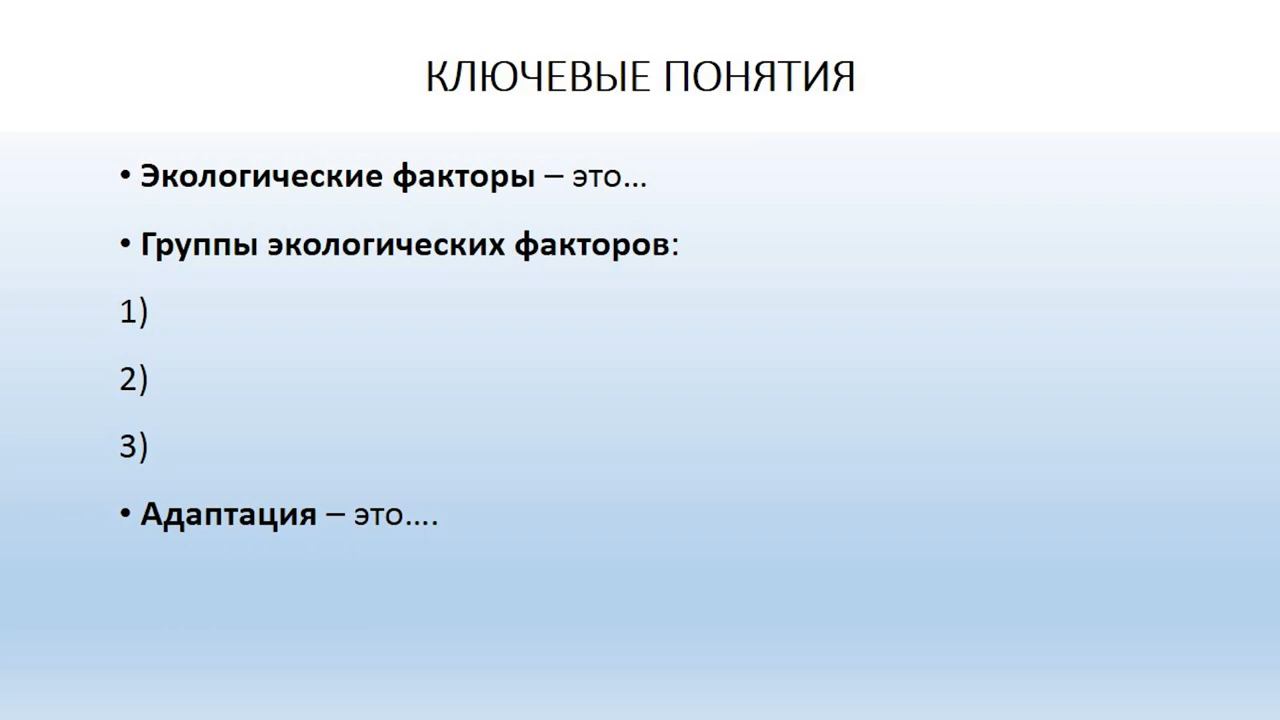 КЛЮЧЕВЫЕ ПОНЯТИЯ
• Экологические факторы – это...
• Группы экологических факторов:
1)
2)
3)
• Адаптация – это....